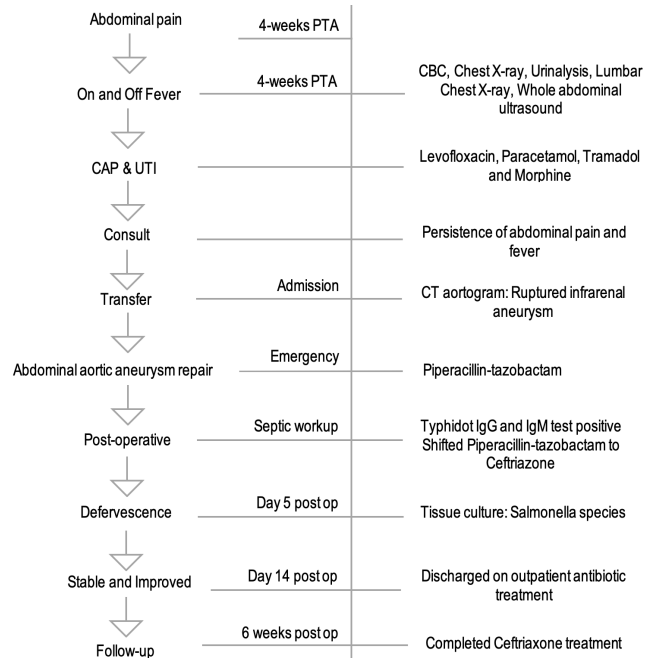 Abdominal pain
4-weeks PTA
On and Off Fever
4-weeks PTA
CBC, Chest X-ray, Urinalysis, Lumbar
Chest X-ray, Whole abdominal
ultrasound
CAP & UTI
Levofloxacin, Paracetamol, Tramadol
and Morphine
Consult
Persistence of abdominal pain and
fever
Transfer
Admission
CT aortogram: Ruptured infrarenal
aneurysm
Abdominal aortic aneurysm repair
Emergency
Piperacillin-tazobactam
Post-operative
Septic workup
Typhidot IgG and IgM test positive
Shifted Piperacillin-tazobactam to
Ceftriazone
Defervescence
Day 5 post op
Tissue culture: Salmonella species
Stable and Improved
Day 14 post op
Discharged on outpatient antibiotic
treatment
Follow-up
6 weeks post op
Completed Ceftriaxone treatment